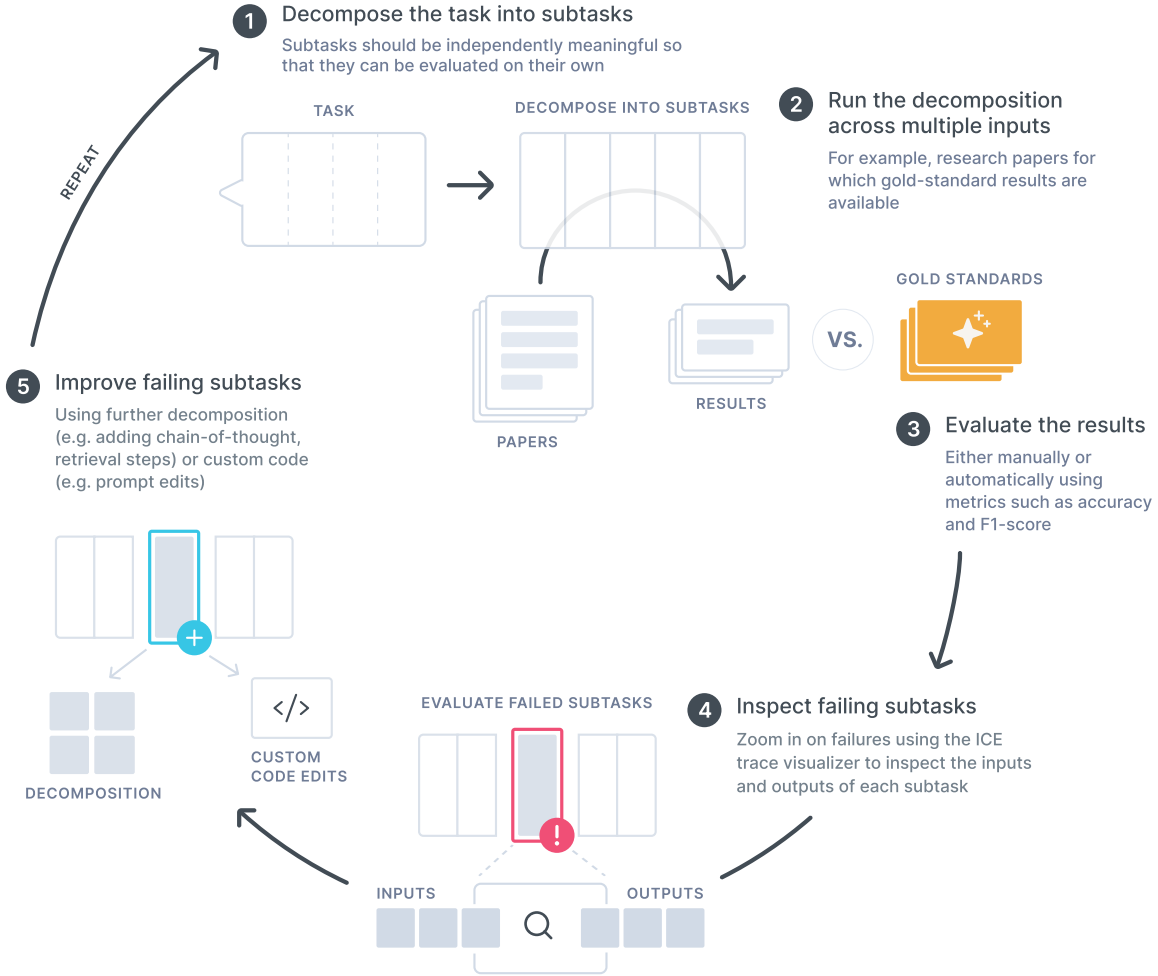 1
Decompose the task into subtasks
Subtasks should be independently meaningful so
that they can be evaluated on their own
TASK
DECOMPOSE INTO SUBTASKS
2
Run the decomposition
across multiple inputs
For example, research papers for
which gold-standard results are
available
REPEAT
GOLD STANDARDS
VS.
RESULTS
PAPERS
3
Evaluate the results
Either manually or
automatically using
metrics such as accuracy
and F1-score
5
Improve failing subtasks
Using further decomposition
(e.g. adding chain-of-thought,
retrieval steps) or custom code
(e.g. prompt edits)
+
</>
CUSTOM
CODE EDITS
DECOMPOSITION
EVALUATE FAILED SUBTASKS
4
Inspect failing subtasks
Zoom in on failures using the ICE
trace visualizer to inspect the inputs
and outputs of each subtask
!
INPUTS
OUTPUTS